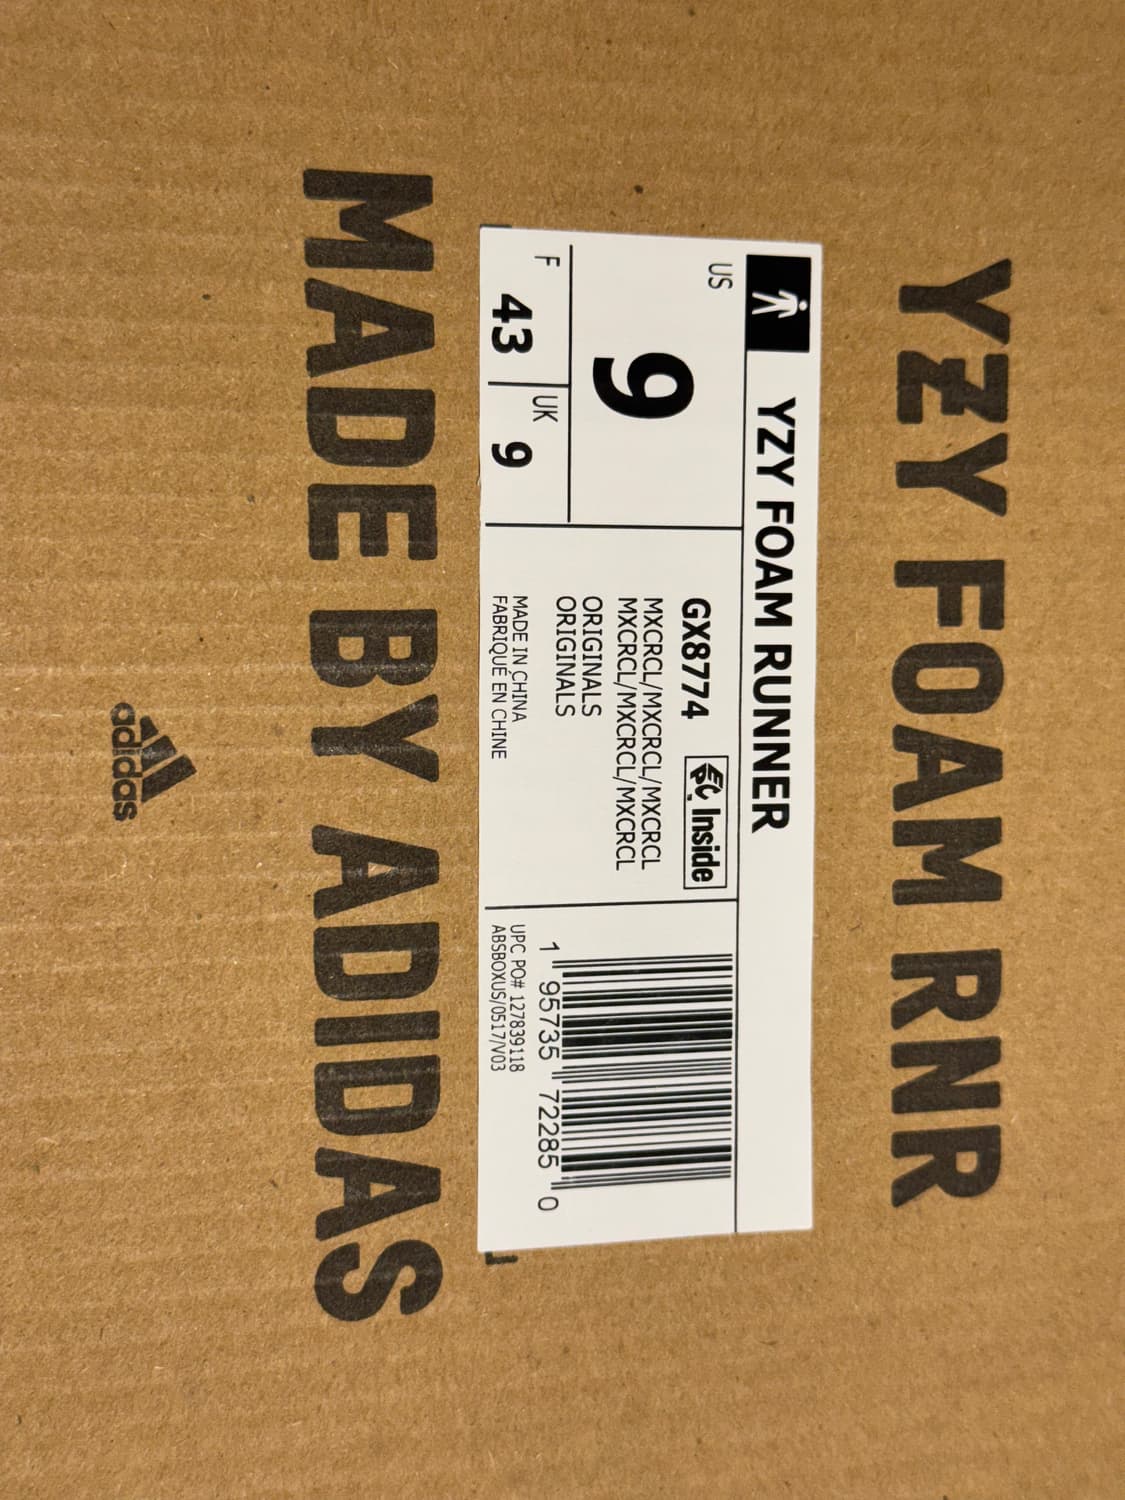 YZY FOAM RNR
YZY FOAM RUNNER
US
9
F
43
UK
9
GX8774
EPC Inside
MXCRCL/MXCRCL/MXCRCL
MXCRCL/MXCRCL/MXCRCL
ORIGINALS
ORIGINALS
MADE IN CHINA
FABRIQUÉ EN CHINE
1 95735 72285 0
UPC PO# 127839118
ABSBOXUS/0517/V03
MADE BY ADIDAS
adidas